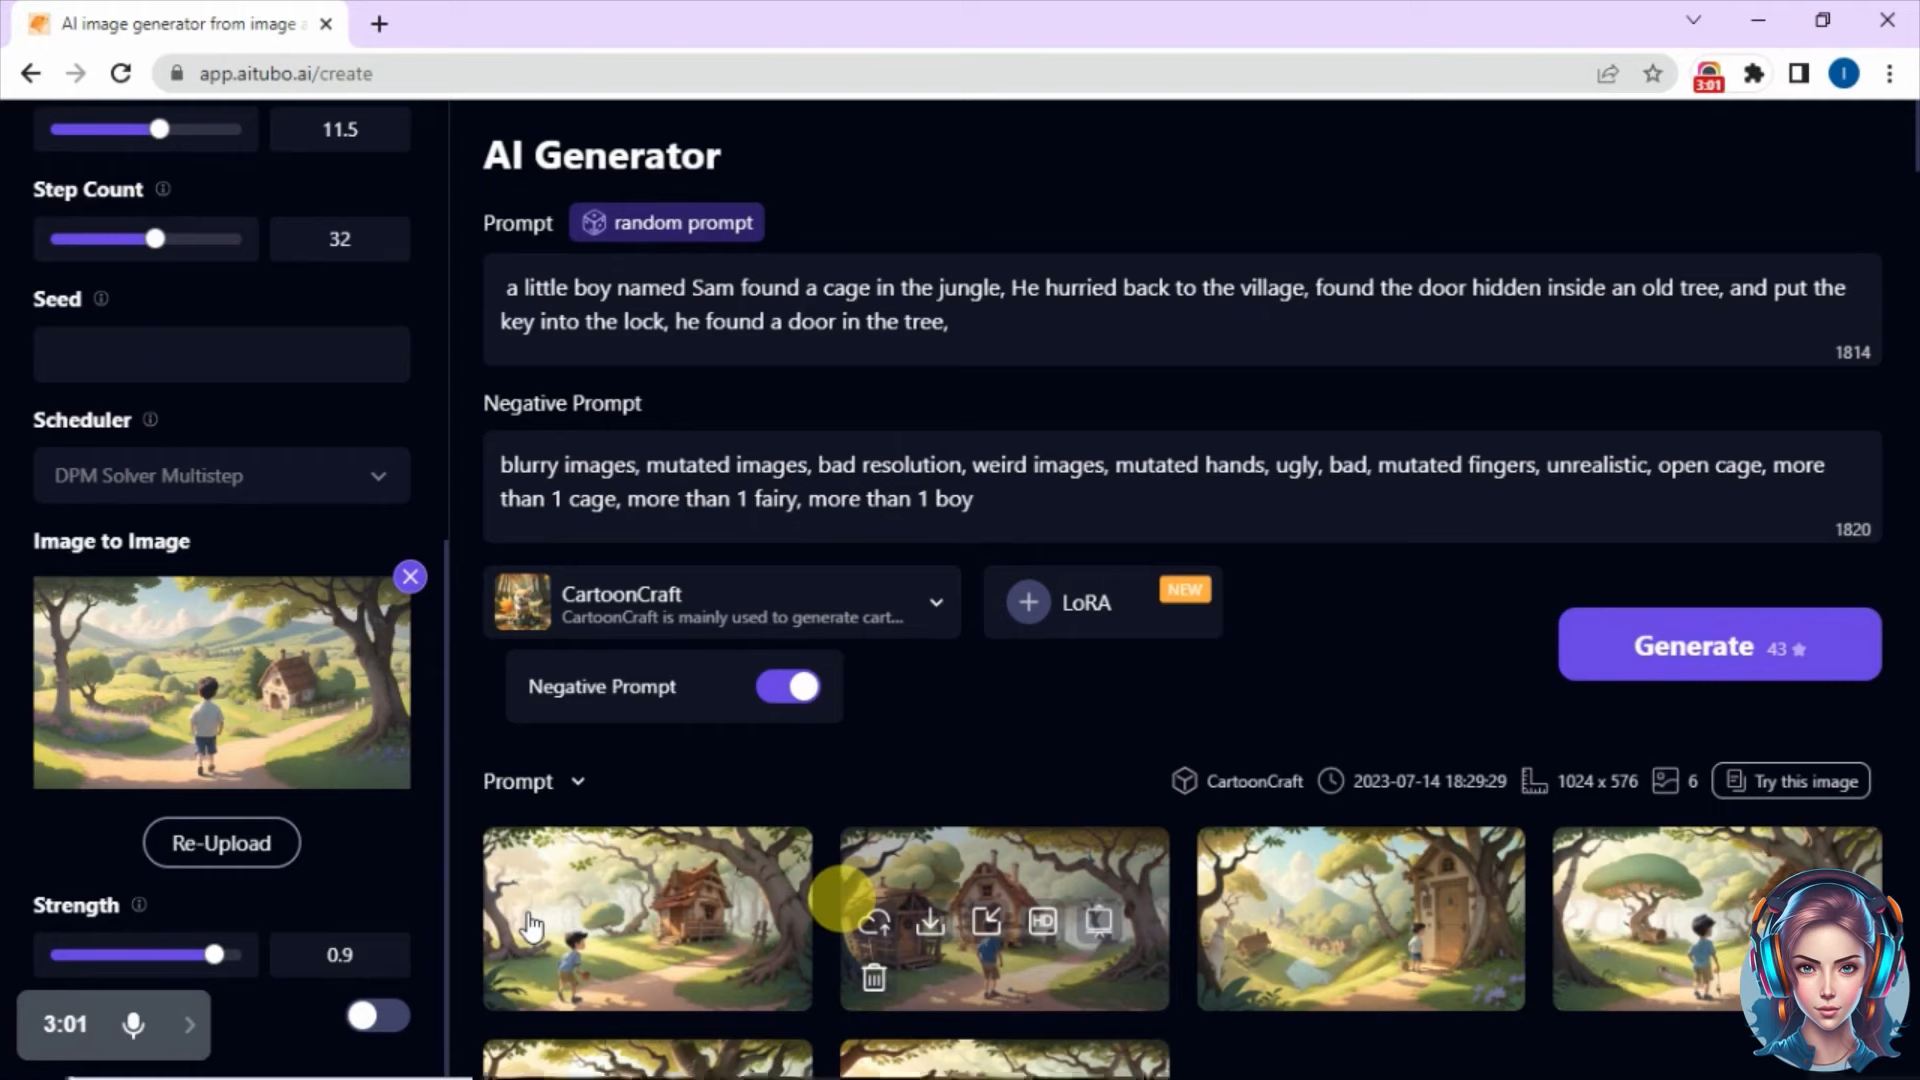 AI image generator from image a
app.aitubo.ai/create
3:01
I
11.5
Step Count
32
Seed
Scheduler
DPM Solver Multistep
Image to Image
Re-Upload
Strength
0.9
3:01
AI Generator
Prompt
random prompt
a little boy named Sam found a cage in the jungle, He hurried back to the village, found the door hidden inside an old tree, and put the
key into the lock, he found a door in the tree,
1814
Negative Prompt
blurry images, mutated images, bad resolution, weird images, mutated hands, ugly, bad, mutated fingers, unrealistic, open cage, more
than 1 cage, more than 1 fairy, more than 1 boy
1820
CartoonCraft
CartoonCraft is mainly used to generate cart...
LoRA
NEW
Generate 43
Negative Prompt
Prompt
CartoonCraft 2023-07-14 18:29:29 1024 x 576 6 Try this image
HD